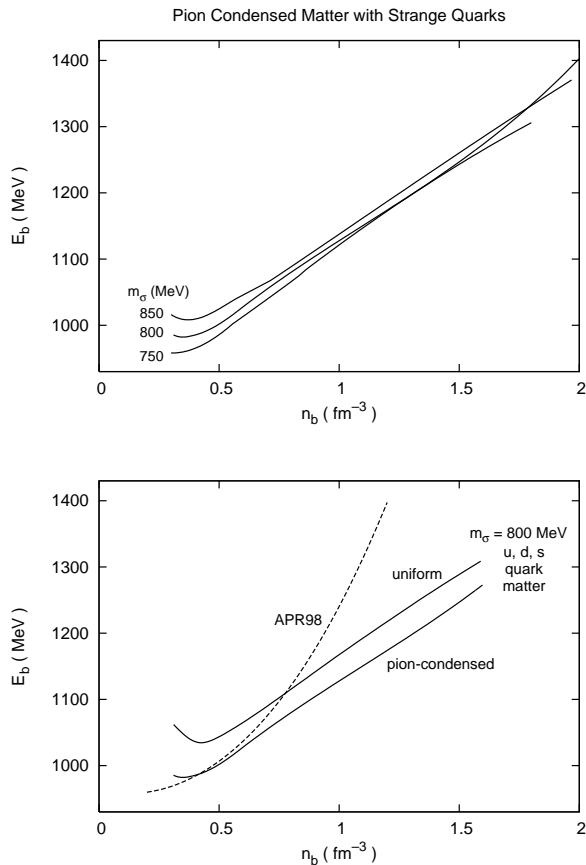 Pion Condensed Matter with Strange Quarks
1400
1300
1200
1100
1000
E_b ( MeV )
m_σ (MeV)
850
800
750
0 0.5 1 1.5 2
n_b ( fm⁻³ )
1400
1300
1200
1100
1000
E_b ( MeV )
m_σ = 800 MeV
u, d, s
quark
matter
uniform
APR98
pion-condensed
0 0.5 1 1.5 2
n_b ( fm⁻³ )